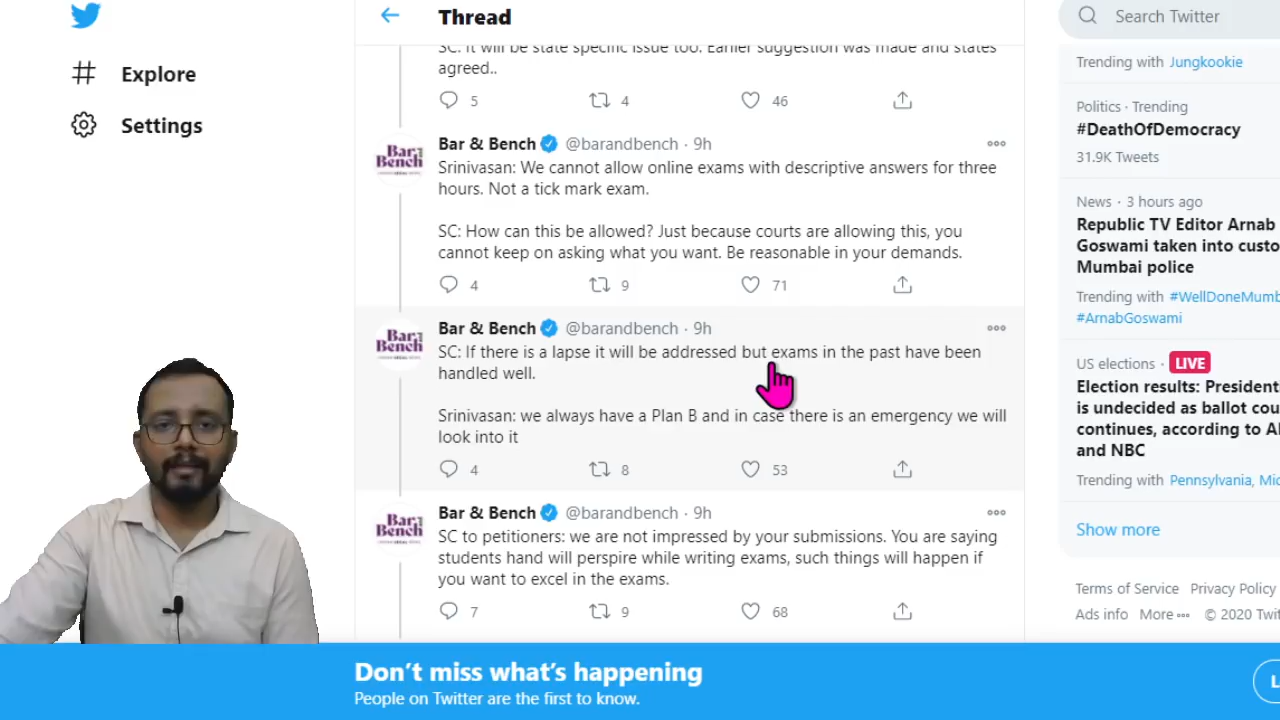 Explore
Settings
Thread
SC: It will be state specific issue too. Earlier suggestion was made and states
agreed..
5 4 46
Bar & Bench @barandbench · 9h
Srinivasan: We cannot allow online exams with descriptive answers for three
hours. Not a tick mark exam.
SC: How can this be allowed? Just because courts are allowing this, you
cannot keep on asking what you want. Be reasonable in your demands.
4 9 71
Bar & Bench @barandbench · 9h
SC: If there is a lapse it will be addressed but exams in the past have been
handled well.
Srinivasan: we always have a Plan B and in case there is an emergency we will
look into it
4 8 53
Bar & Bench @barandbench · 9h
SC to petitioners: we are not impressed by your submissions. You are saying
students hand will perspire while writing exams, such things will happen if
you want to excel in the exams.
7 9 68
Bar
Bench
Bar
Bench
Bar
Bench
Search Twitter
Trending with Jungkookie
Politics · Trending
#DeathOfDemocracy
31.9K Tweets
News · 3 hours ago
Republic TV Editor Arnab
Goswami taken into custo
Mumbai police
Trending with #WellDoneMumb
#ArnabGoswami
US elections · LIVE
Election results: President
is undecided as ballot cou
continues, according to A
and NBC
Trending with Pennsylvania, Mic
Show more
Terms of Service Privacy Policy
Ads info More ··· © 2020 Twit
Don't miss what's happening
People on Twitter are the first to know.
L